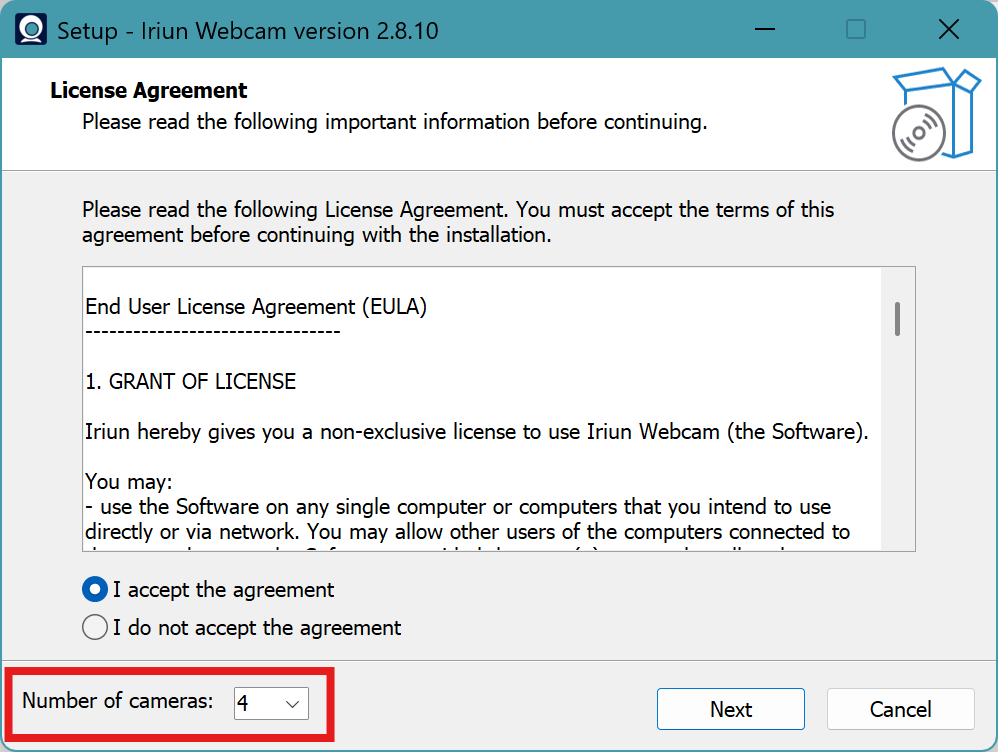 Setup - Iriun Webcam version 2.8.10
License Agreement
Please read the following important information before continuing.
Please read the following License Agreement. You must accept the terms of this
agreement before continuing with the installation.
End User License Agreement (EULA)
--------------------------------
1. GRANT OF LICENSE
Iriun hereby gives you a non-exclusive license to use Iriun Webcam (the Software).
You may:
- use the Software on any single computer or computers that you intend to use
directly or via network. You may allow other users of the computers connected to
I accept the agreement
I do not accept the agreement
Number of cameras: 4
Next
Cancel